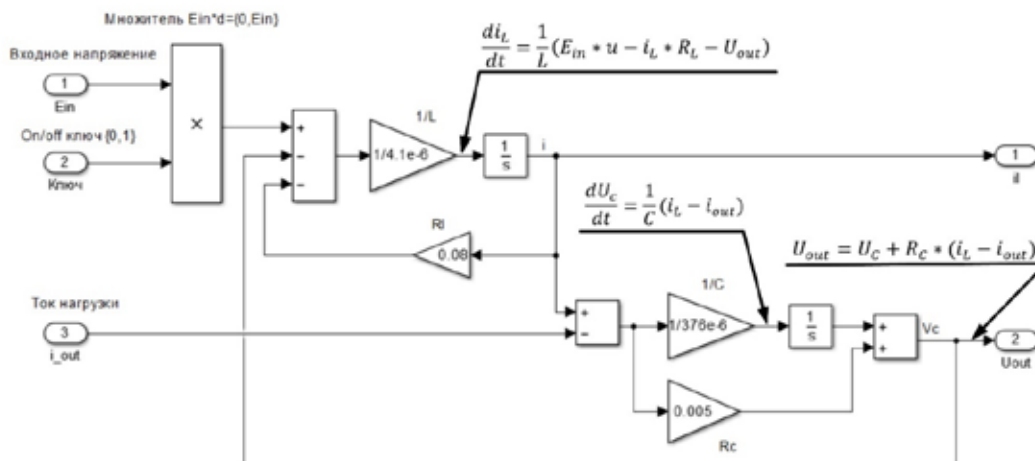 Множитель Ein*d={0,Ein}
Входное напряжение
1
Ein
On/off ключ {0,1}
2
Ключ
×
+
−
−
1/L
1/4.1e-6
di_L/dt = 1/L (E_in * u − i_L * R_L − U_out)
1/s
i
1
il
Rl
0.08
dU_c/dt = 1/C (i_L − i_out)
U_out = U_C + R_C * (i_L − i_out)
Ток нагрузки
3
i_out
+
−
1/C
1/376e-6
1/s
+
+
Vc
2
Uout
0.005
Rc